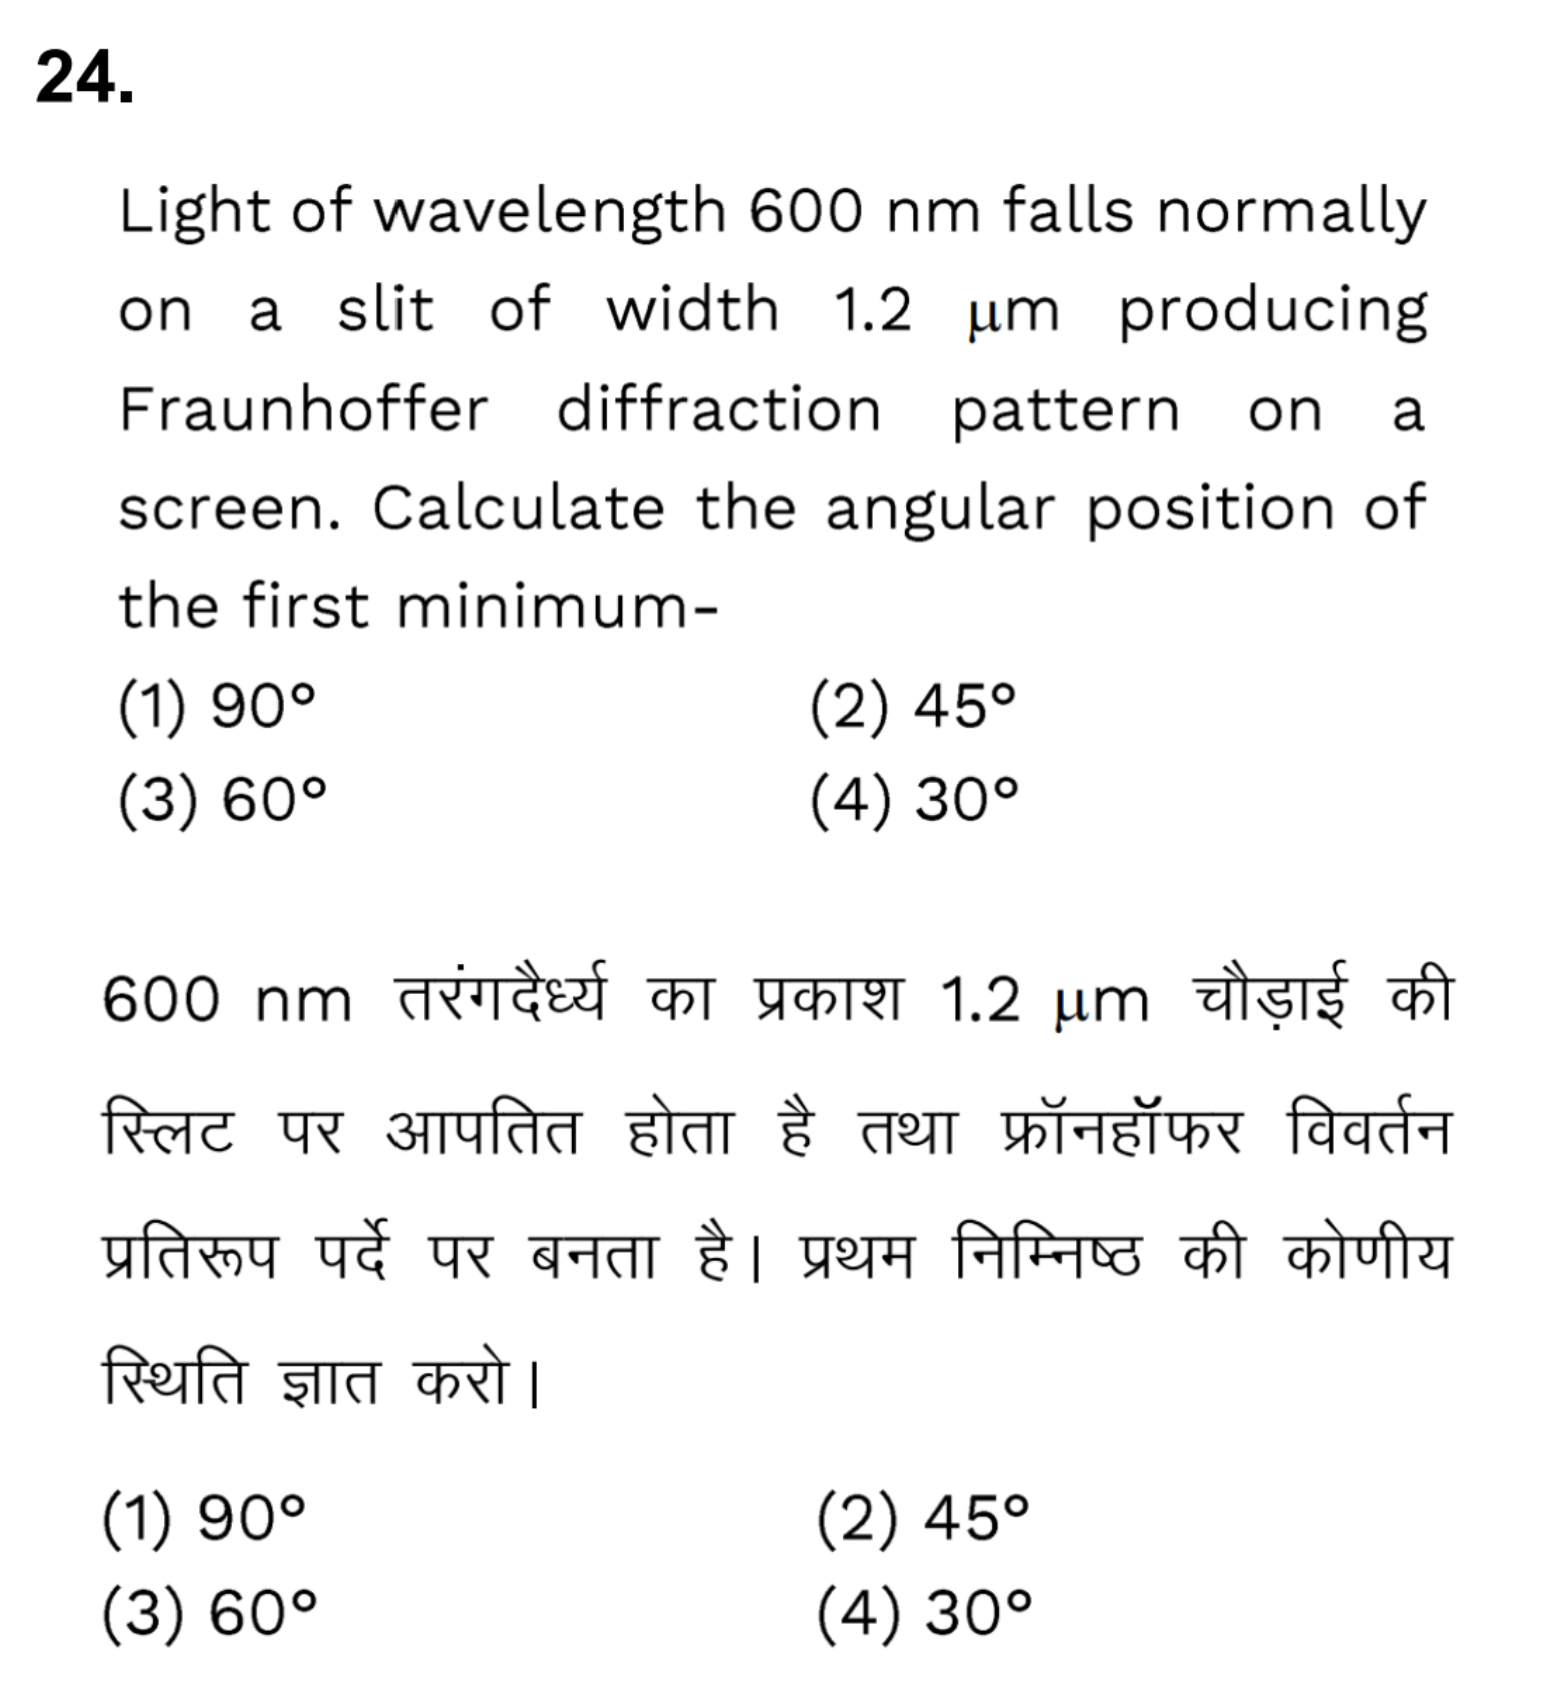 24.
Light of wavelength 600 nm falls normally
on a slit of width 1.2 μm producing
Fraunhoffer diffraction pattern on a
screen. Calculate the angular position of
the first minimum-
(1) 90° (2) 45°
(3) 60° (4) 30°
600 nm तरंगदैर्ध्य का प्रकाश 1.2 μm चौड़ाई की
स्लिट पर आपतित होता है तथा फ्रॉनहॉफर विवर्तन
प्रतिरूप पर्दे पर बनता है। प्रथम निम्निष्ठ की कोणीय
स्थिति ज्ञात करो।
(1) 90° (2) 45°
(3) 60° (4) 30°